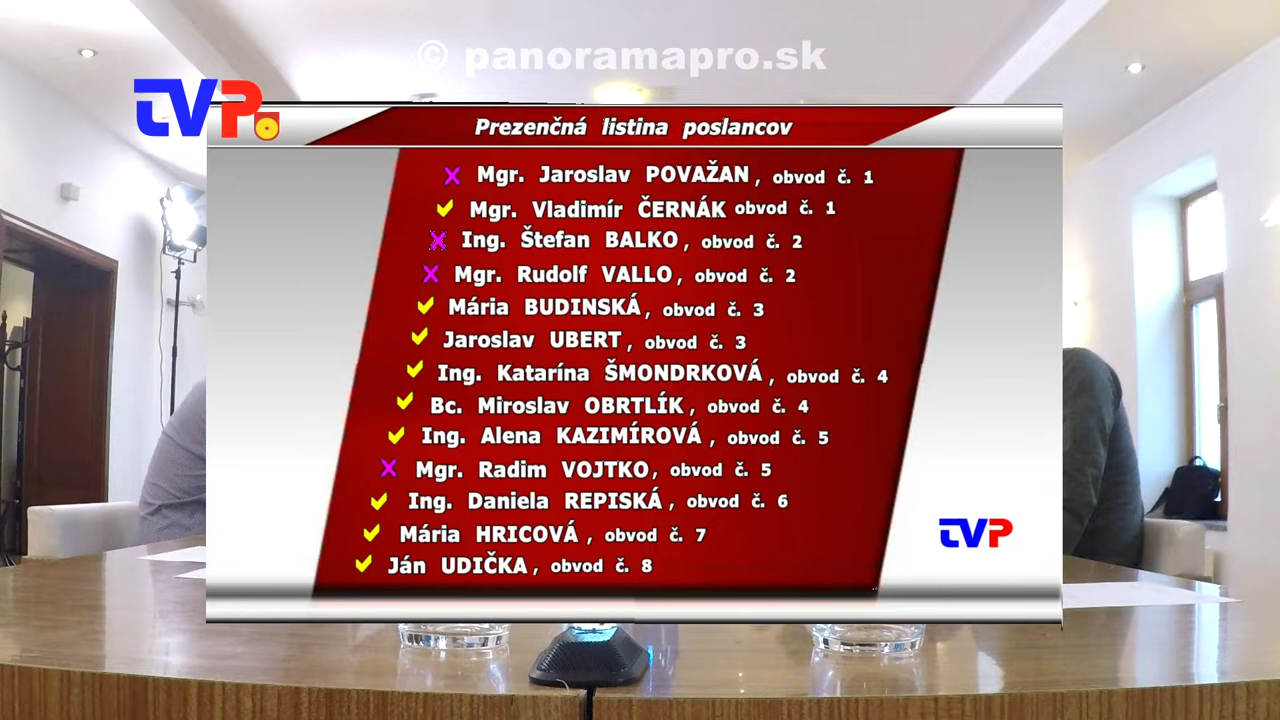 © panoramapro.sk
TVP
Prezenčná listina poslancov
Mgr. Jaroslav POVAŽAN, obvod č. 1
Mgr. Vladimír ČERNÁK obvod č. 1
Ing. Štefan BALKO, obvod č. 2
Mgr. Rudolf VALLO, obvod č. 2
Mária BUDINSKÁ, obvod č. 3
Jaroslav UBERT, obvod č. 3
Ing. Katarína ŠMONDRKOVÁ, obvod č. 4
Bc. Miroslav OBRTLÍK, obvod č. 4
Ing. Alena KAZIMÍROVÁ, obvod č. 5
Mgr. Radim VOJTKO, obvod č. 5
Ing. Daniela REPISKÁ, obvod č. 6
Mária HRICOVÁ, obvod č. 7
Ján UDIČKA, obvod č. 8
TVP